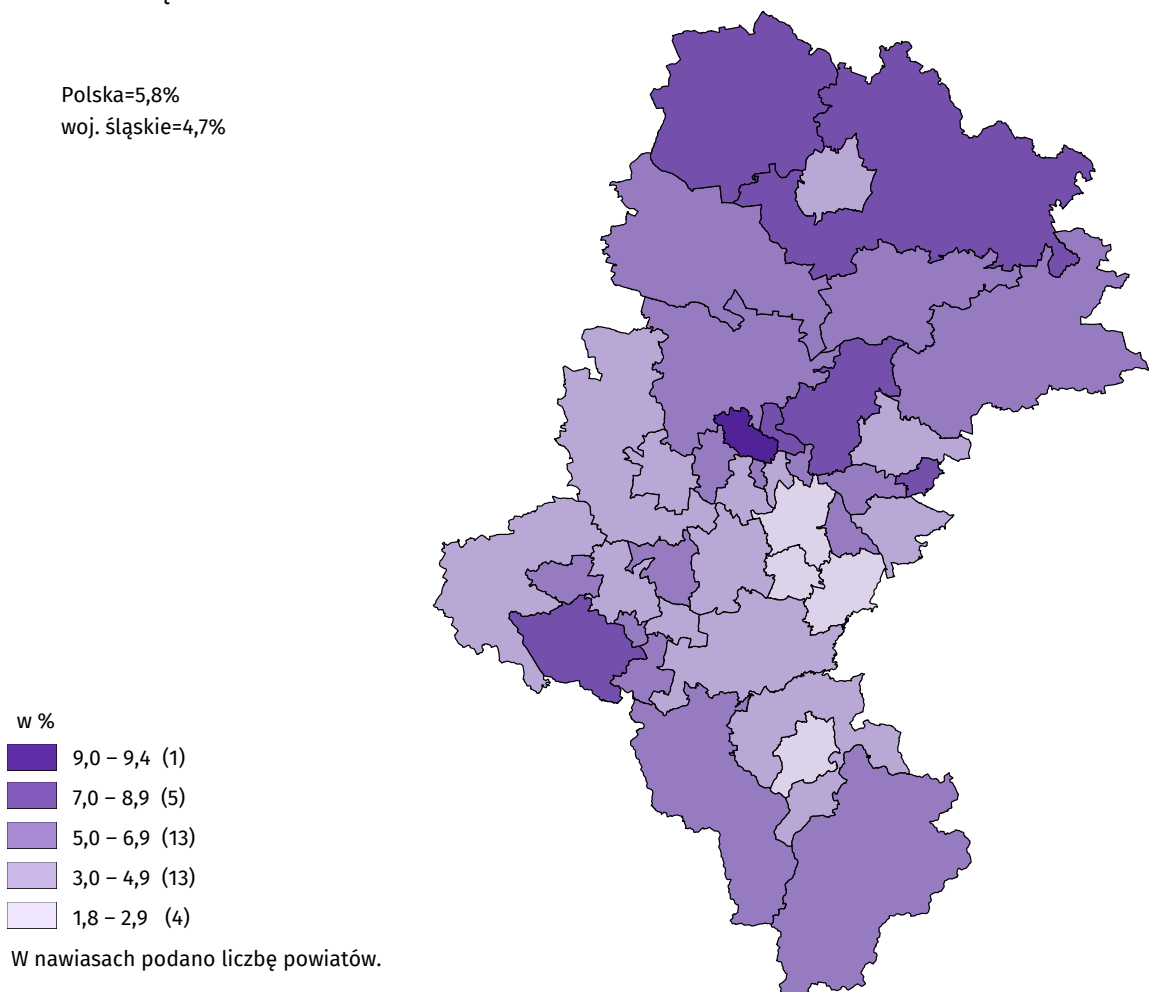 Polska=5,8%
woj. śląskie=4,7%
w %
9,0 – 9,4 (1)
7,0 – 8,9 (5)
5,0 – 6,9 (13)
3,0 – 4,9 (13)
1,8 – 2,9 (4)
W nawiasach podano liczbę powiatów.